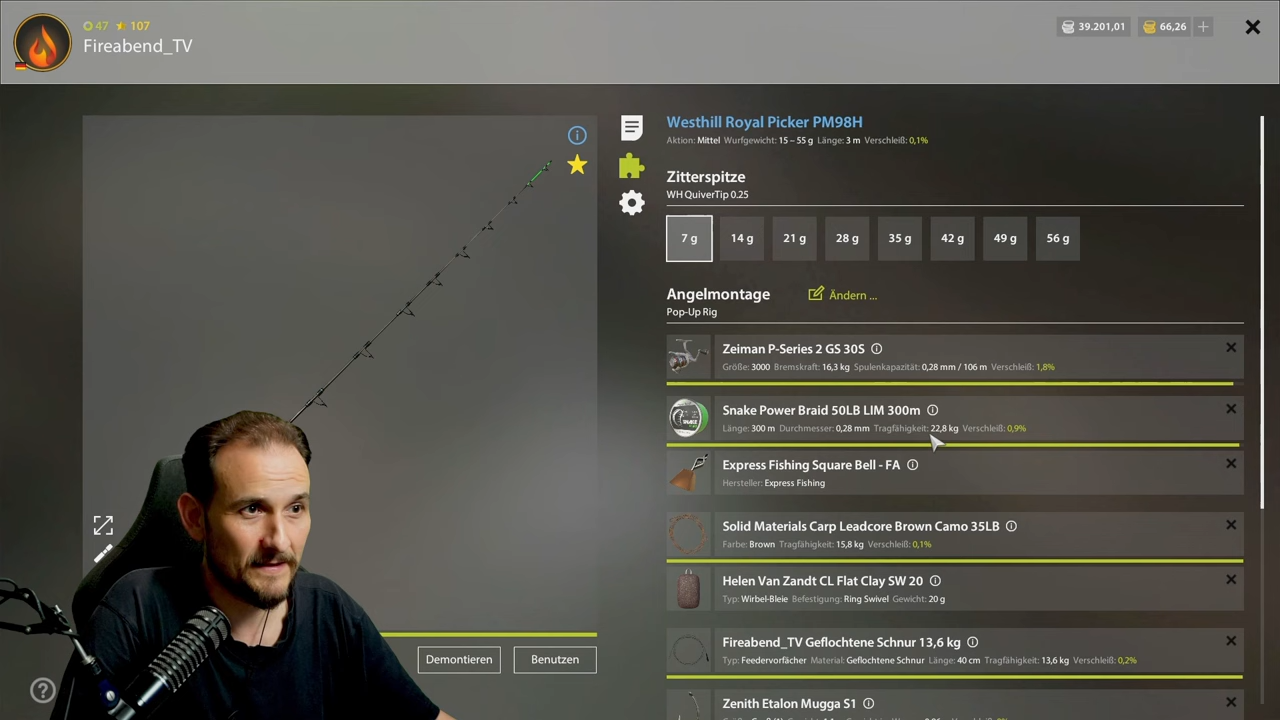 47 107
Fireabend_TV
39.201,01
66,26
Westhill Royal Picker PM98H
Aktion: Mittel Wurfgewicht: 15 – 55 g Länge: 3 m Verschleiß: 0,1%
Zitterspitze
WH QuiverTip 0.25
7 g 14 g 21 g 28 g 35 g 42 g 49 g 56 g
Angelmontage Ändern ...
Pop-Up Rig
Zeiman P-Series 2 GS 30S
Größe: 3000 Bremskraft: 16,3 kg Spulenkapazität: 0,28 mm / 106 m Verschleiß: 1,8%
Snake Power Braid 50LB LIM 300m
Länge: 300 m Durchmesser: 0,28 mm Tragfähigkeit: 22,8 kg Verschleiß: 0,9%
Express Fishing Square Bell - FA
Hersteller: Express Fishing
Solid Materials Carp Leadcore Brown Camo 35LB
Farbe: Brown Tragfähigkeit: 15,8 kg Verschleiß: 0,1%
Helen Van Zandt CL Flat Clay SW 20
Typ: Wirbel-Bleie Befestigung: Ring Swivel Gewicht: 20 g
Fireabend_TV Geflochtene Schnur 13,6 kg
Typ: Feedervorfächer Material: Geflochtene Schnur Länge: 40 cm Tragfähigkeit: 13,6 kg Verschleiß: 0,2%
Zenith Etalon Mugga S1
Demontieren
Benutzen